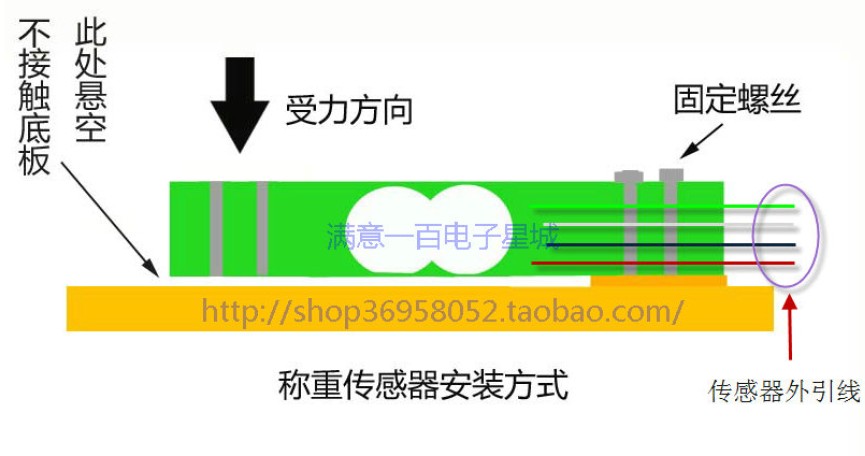 此处悬空
不接触底板
受力方向
固定螺丝
满意一百电子星城
http://shop36958052.taobao.com/
称重传感器安装方式
传感器外引线